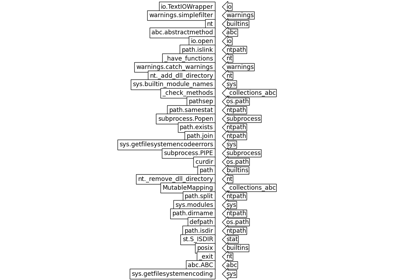 io.TextIOWrapper io
warnings.simplefilter warnings
nt builtins
abc.abstractmethod abc
io.open io
path.islink ntpath
_have_functions nt
warnings.catch_warnings warnings
nt._add_dll_directory nt
sys.builtin_module_names sys
_check_methods _collections_abc
pathsep os.path
path.samestat ntpath
subprocess.Popen subprocess
path.exists ntpath
path.join ntpath
sys.getfilesystemencodeerrors sys
subprocess.PIPE subprocess
curdir os.path
path builtins
nt._remove_dll_directory nt
MutableMapping _collections_abc
path.split ntpath
sys.modules sys
path.dirname ntpath
defpath os.path
path.isdir ntpath
st.S_ISDIR stat
posix builtins
_exit nt
abc.ABC abc
sys.getfilesystemencoding sys